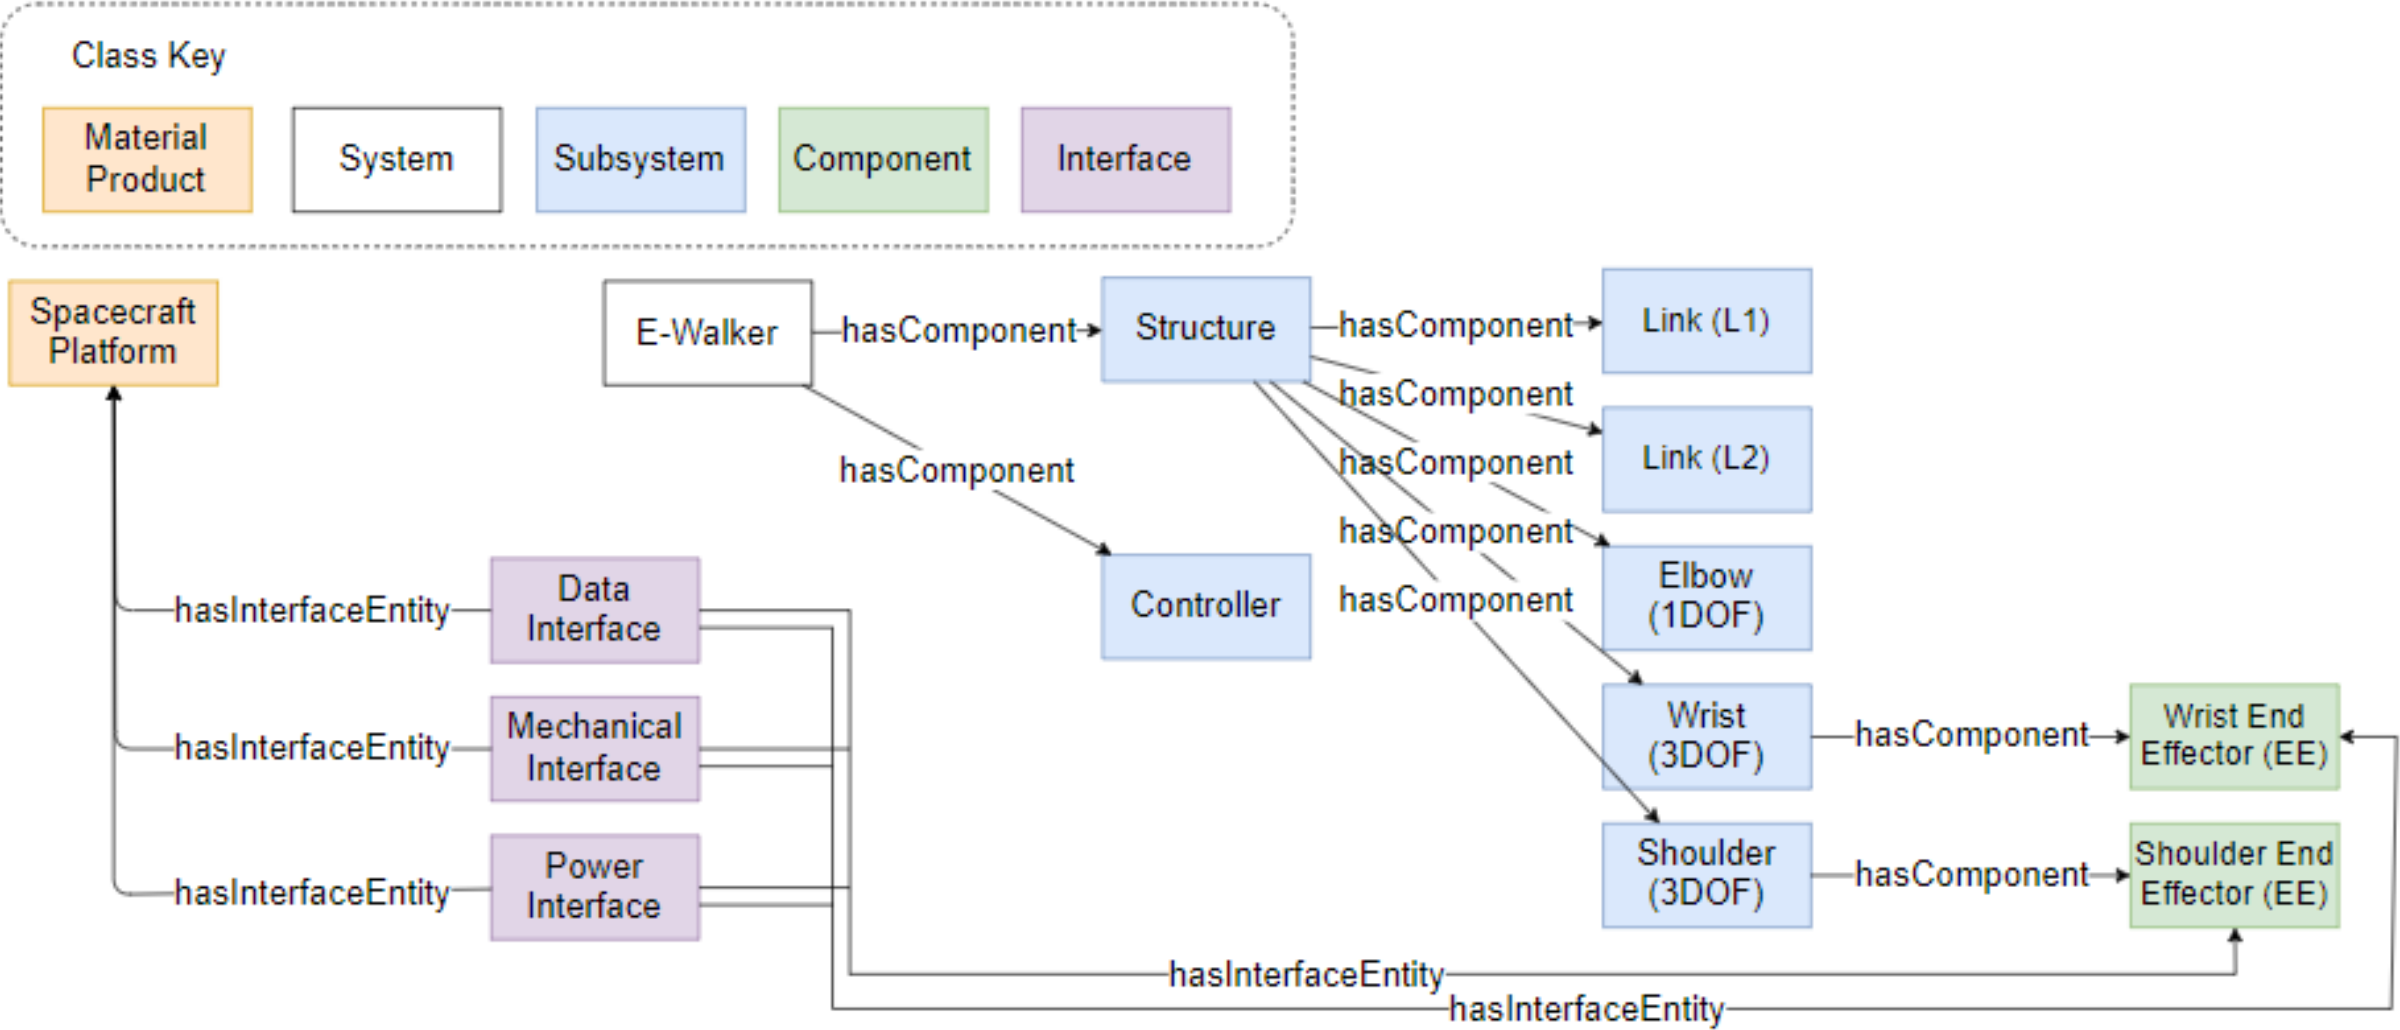 Class Key
Material
Product
System
Subsystem
Component
Interface
Spacecraft
Platform
E-Walker
hasComponent
Structure
hasComponent
Link (L1)
hasComponent
Link (L2)
hasComponent
hasComponent
hasComponent
hasComponent
Controller
Elbow
(1DOF)
hasInterfaceEntity
Data
Interface
hasInterfaceEntity
Mechanical
Interface
hasInterfaceEntity
Power
Interface
Wrist
(3DOF)
hasComponent
Wrist End
Effector (EE)
Shoulder
(3DOF)
hasComponent
Shoulder End
Effector (EE)
hasInterfaceEntity
hasInterfaceEntity